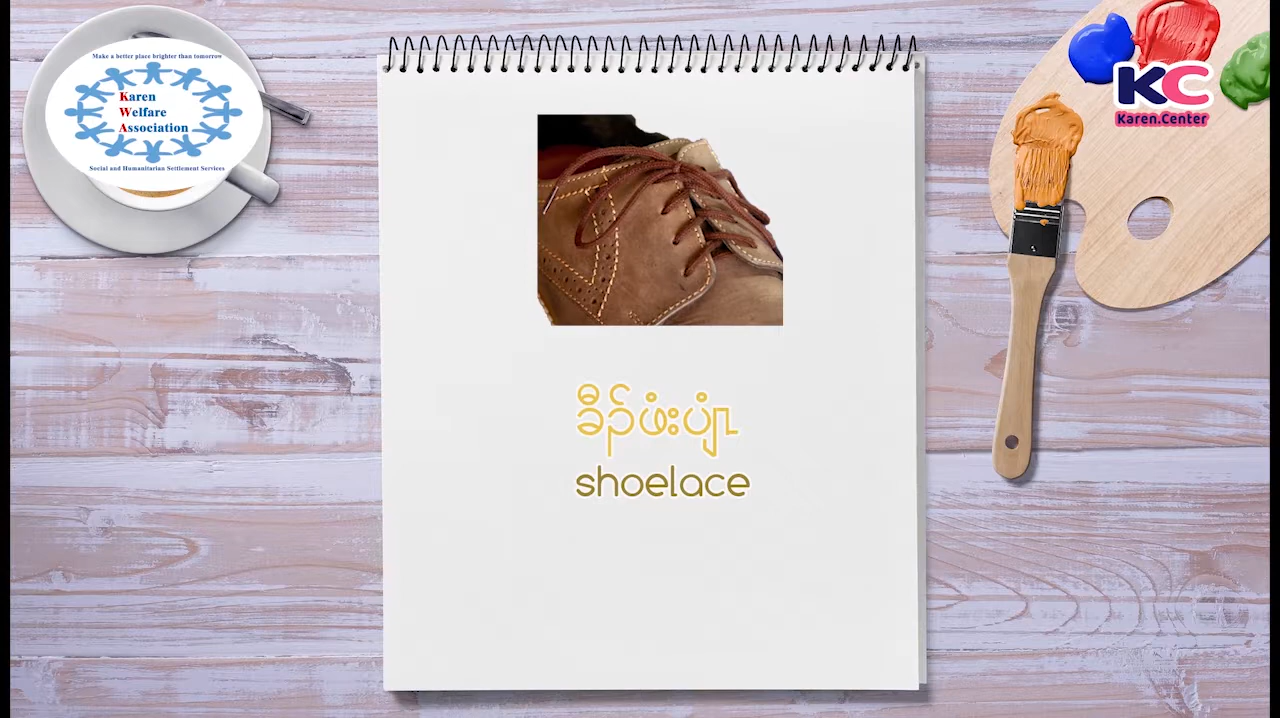 Make a better place brighter than tomorrow
Karen
Welfare
Association
Social and Humanitarian Settlement Services
KC
Karen.Center
ခီၣ်ဖံးပျံၤ
shoelace